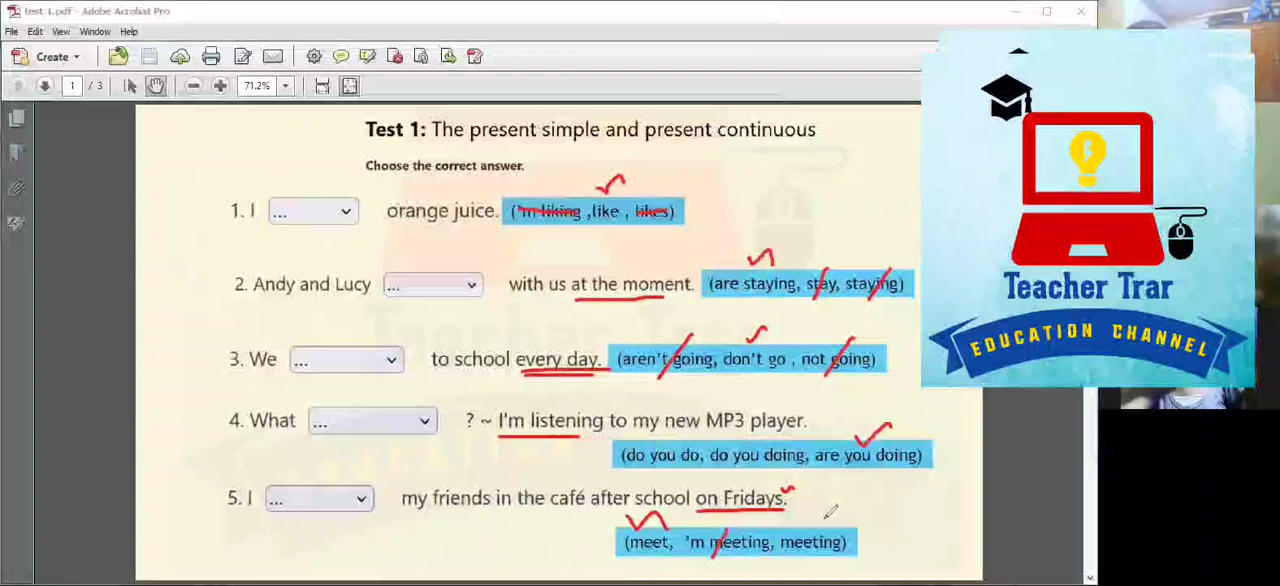 test 1.pdf - Adobe Acrobat Pro
File Edit View Window Help
Create
1 / 3 71.2%
Test 1: The present simple and present continuous
Choose the correct answer.
1. I ... orange juice. ('m liking ,like , likes)
2. Andy and Lucy ... with us at the moment. (are staying, stay, staying)
3. We ... to school every day. (aren't going, don't go , not going)
4. What ... ? ~ I'm listening to my new MP3 player.
(do you do, do you doing, are you doing)
5. I ... my friends in the café after school on Fridays.
(meet, 'm meeting, meeting)
Teacher Trar
EDUCATION CHANNEL
Teacher Trar